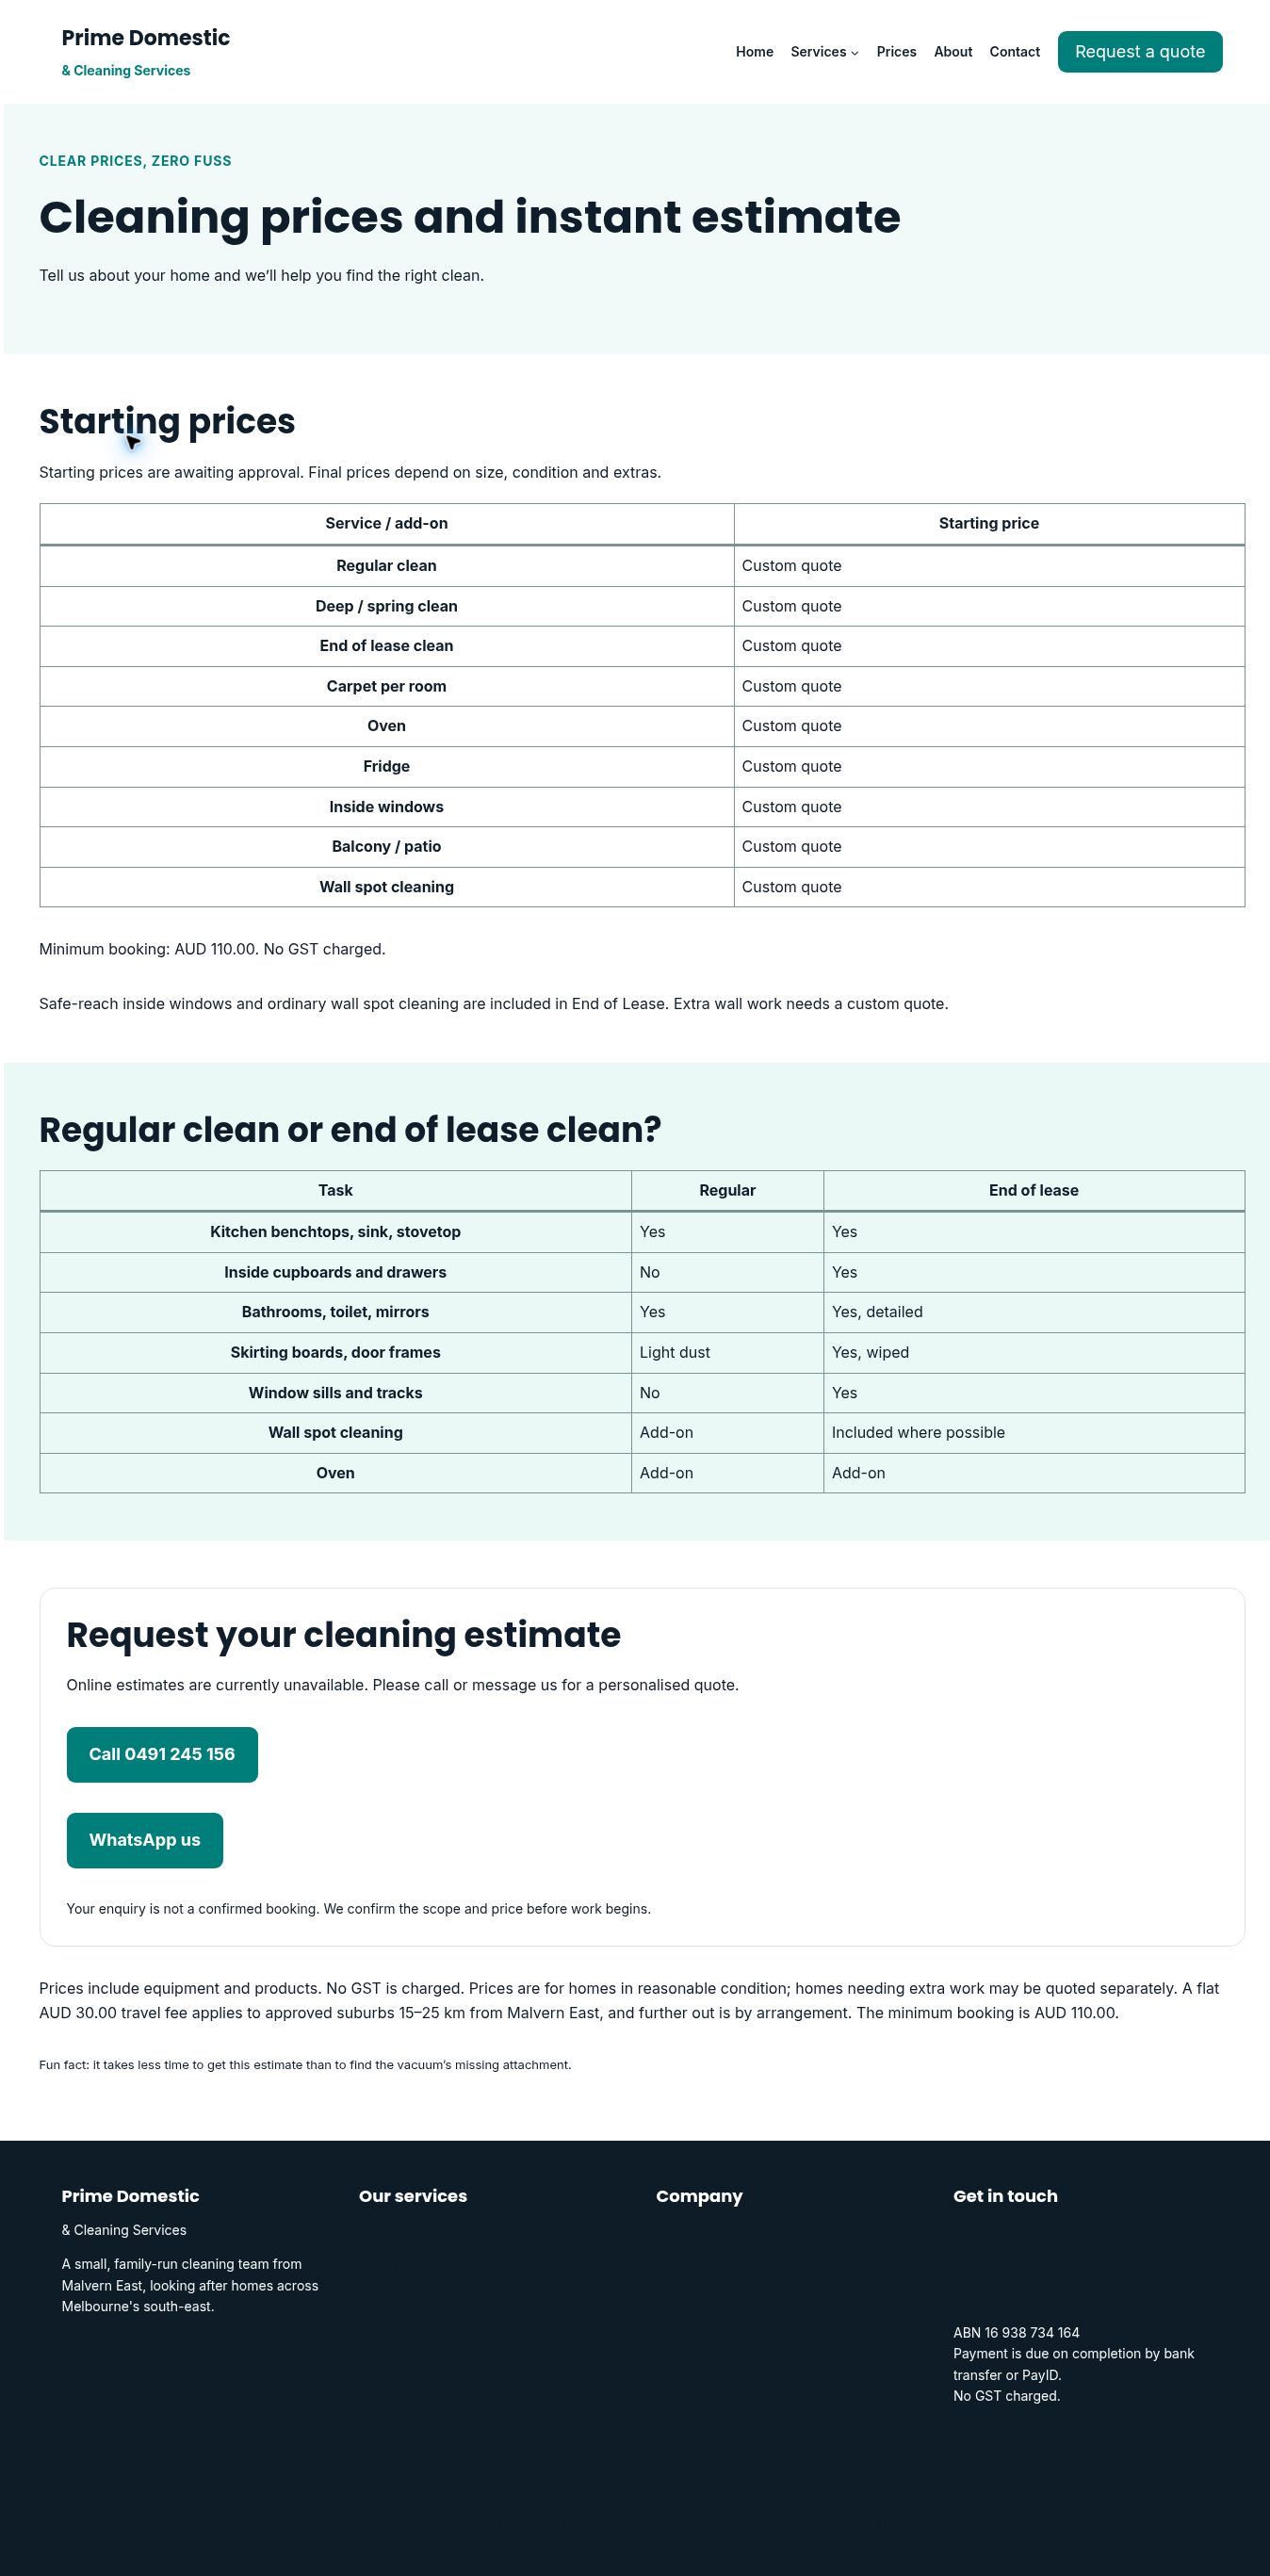 Prime Domestic
& Cleaning Services
Home Services Prices About Contact Request a quote
CLEAR PRICES, ZERO FUSS
Cleaning prices and instant estimate
Tell us about your home and we’ll help you find the right clean.
Starting prices
Starting prices are awaiting approval. Final prices depend on size, condition and extras.
Service / add-on Starting price
Regular clean Custom quote
Deep / spring clean Custom quote
End of lease clean Custom quote
Carpet per room Custom quote
Oven Custom quote
Fridge Custom quote
Inside windows Custom quote
Balcony / patio Custom quote
Wall spot cleaning Custom quote
Minimum booking: AUD 110.00. No GST charged.
Safe-reach inside windows and ordinary wall spot cleaning are included in End of Lease. Extra wall work needs a custom quote.
Regular clean or end of lease clean?
Task Regular End of lease
Kitchen benchtops, sink, stovetop Yes Yes
Inside cupboards and drawers No Yes
Bathrooms, toilet, mirrors Yes Yes, detailed
Skirting boards, door frames Light dust Yes, wiped
Window sills and tracks No Yes
Wall spot cleaning Add-on Included where possible
Oven Add-on Add-on
Request your cleaning estimate
Online estimates are currently unavailable. Please call or message us for a personalised quote.
Call 0491 245 156
WhatsApp us
Your enquiry is not a confirmed booking. We confirm the scope and price before work begins.
Prices include equipment and products. No GST is charged. Prices are for homes in reasonable condition; homes needing extra work may be quoted separately. A flat
AUD 30.00 travel fee applies to approved suburbs 15–25 km from Malvern East, and further out is by arrangement. The minimum booking is AUD 110.00.
Fun fact: it takes less time to get this estimate than to find the vacuum’s missing attachment.
Prime Domestic
& Cleaning Services
A small, family-run cleaning team from
Malvern East, looking after homes across
Melbourne's south-east.
Our services
Company
Get in touch
ABN 16 938 734 164
Payment is due on completion by bank
transfer or PayID.
No GST charged.